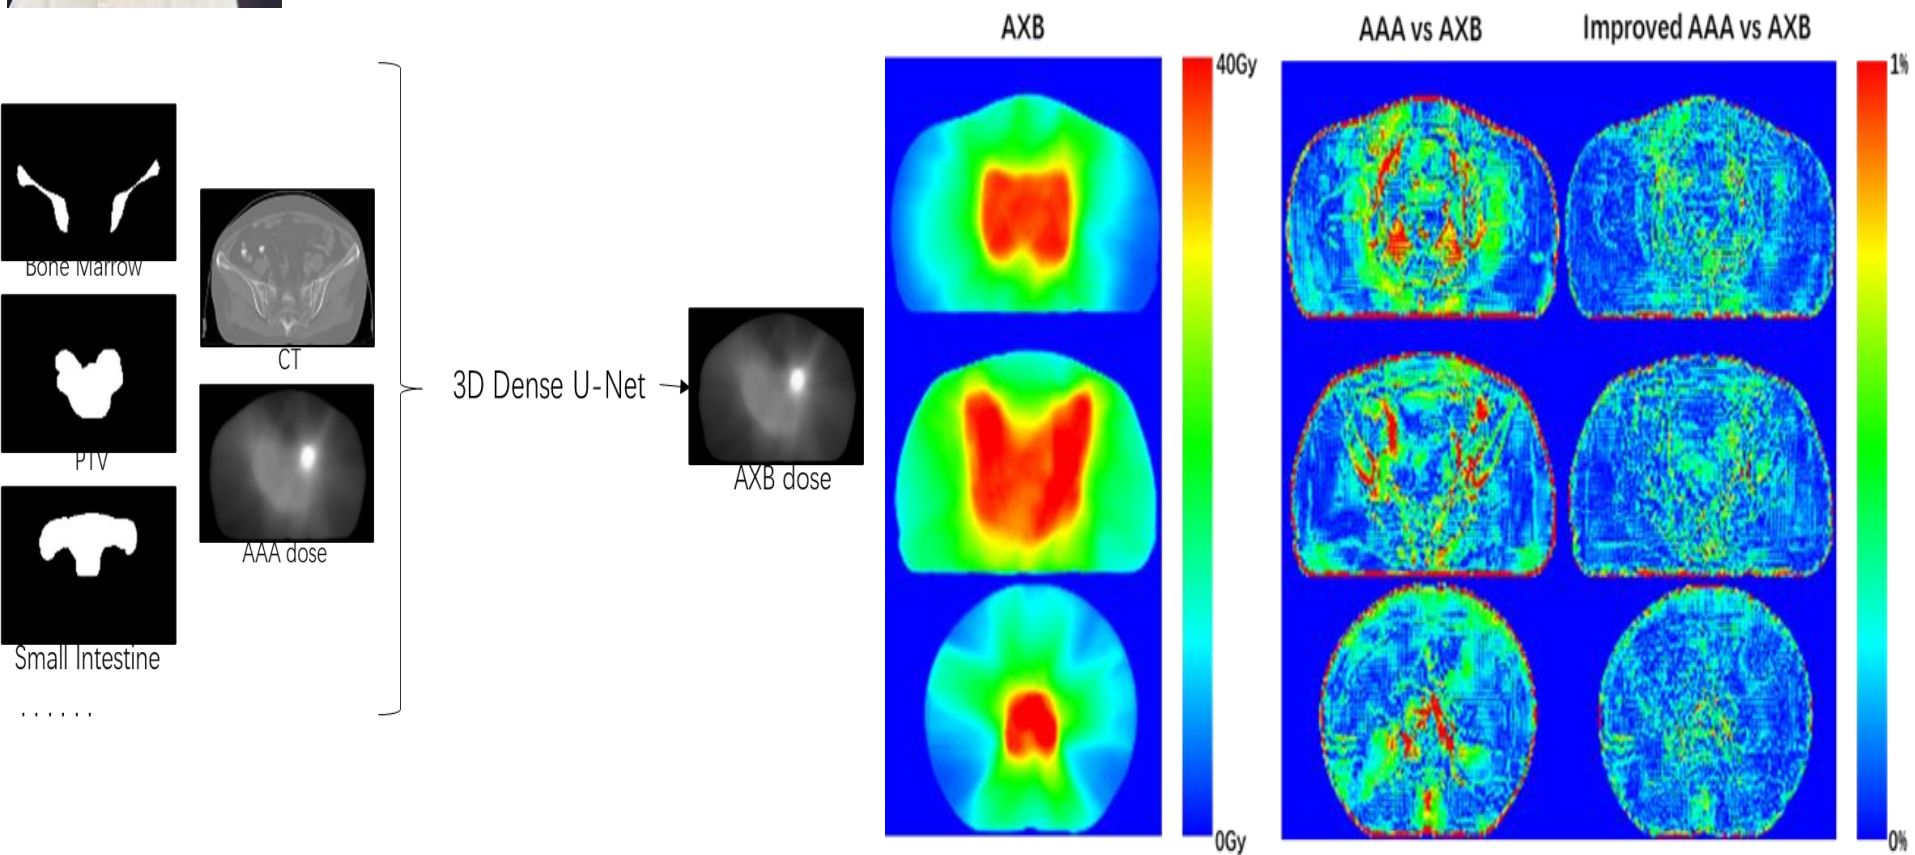 Bone Marrow
PTV
Small Intestine
. . . . . .
CT
AAA dose
3D Dense U-Net
AXB dose
AXB
40Gy
0Gy
AAA vs AXB
Improved AAA vs AXB
1%
0%